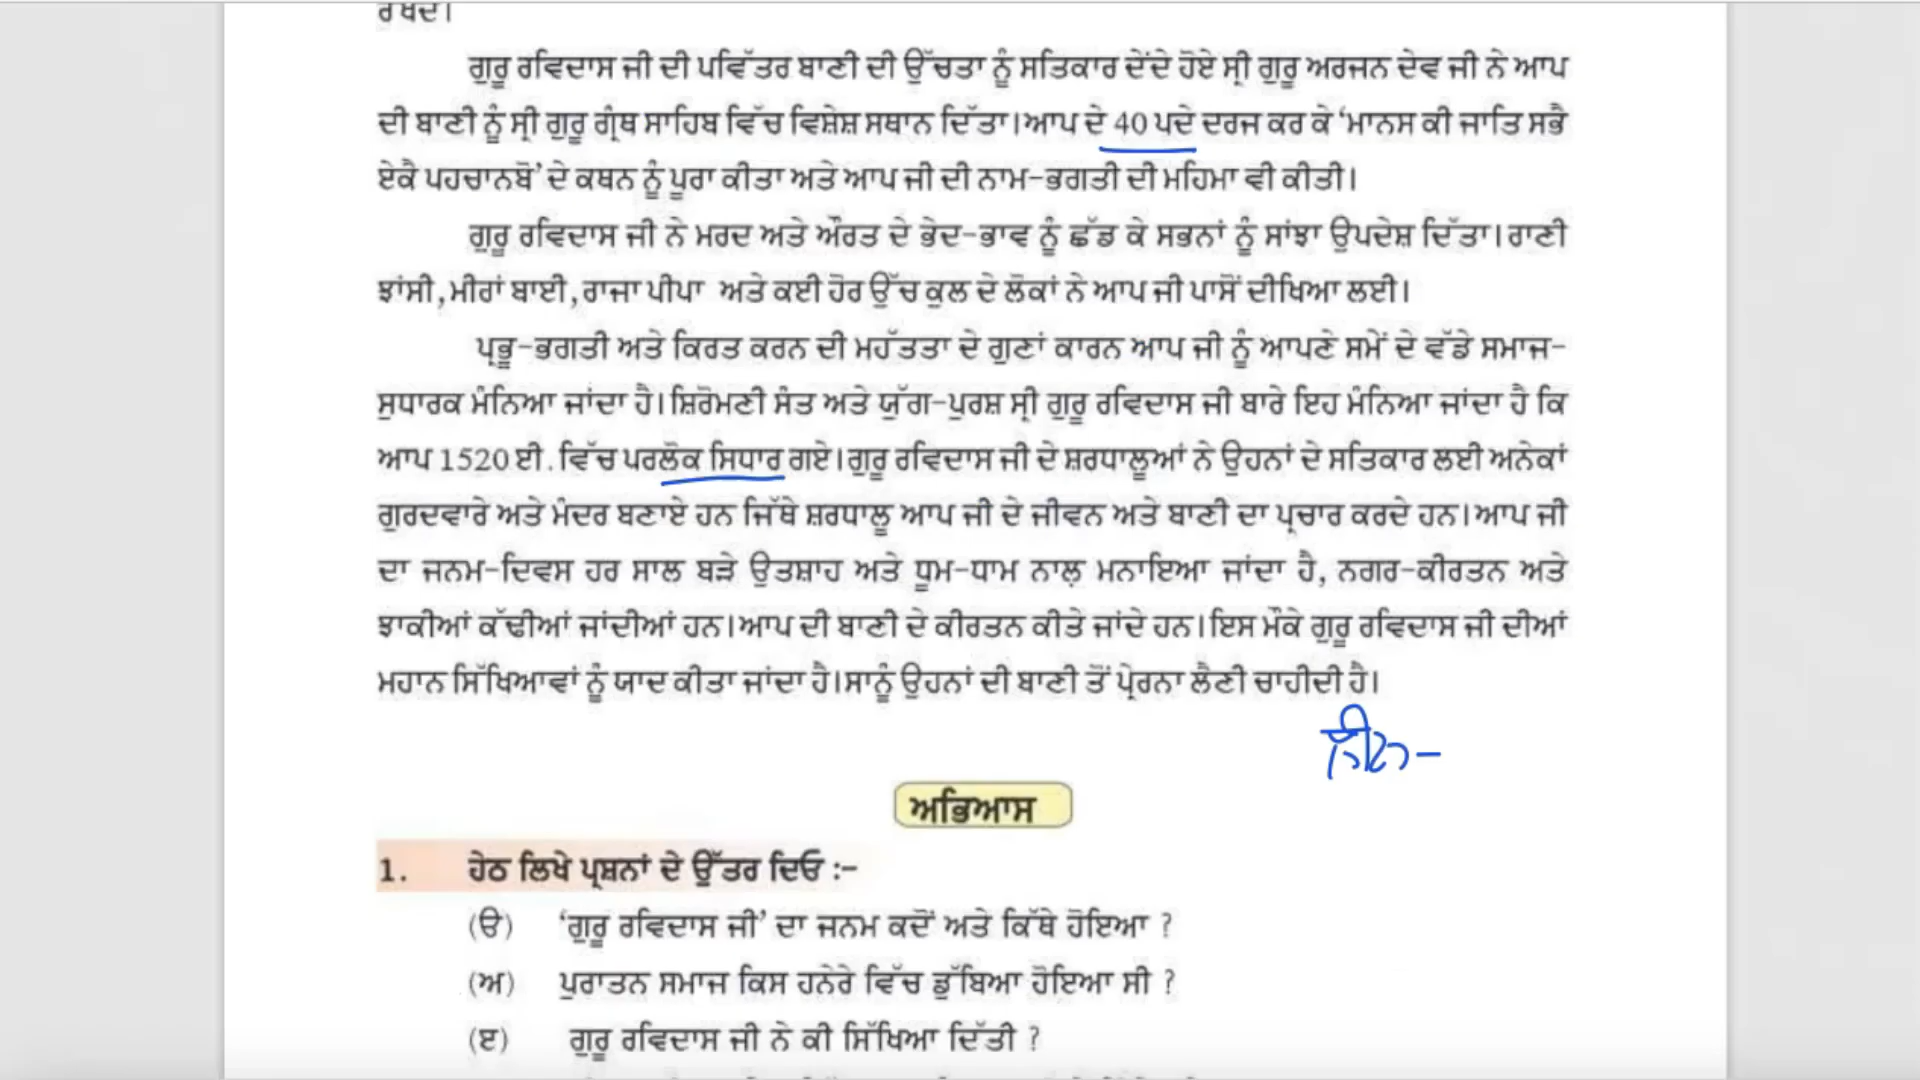 ਰੱਖਦੇ।
ਗੁਰੂ ਰਵਿਦਾਸ ਜੀ ਦੀ ਪਵਿੱਤਰ ਬਾਣੀ ਦੀ ਉੱਚਤਾ ਨੂੰ ਸਤਿਕਾਰ ਦੇਂਦੇ ਹੋਏ ਸ੍ਰੀ ਗੁਰੂ ਅਰਜਨ ਦੇਵ ਜੀ ਨੇ ਆਪ
ਦੀ ਬਾਣੀ ਨੂੰ ਸ੍ਰੀ ਗੁਰੂ ਗ੍ਰੰਥ ਸਾਹਿਬ ਵਿੱਚ ਵਿਸ਼ੇਸ਼ ਸਥਾਨ ਦਿੱਤਾ। ਆਪ ਦੇ 40 ਪਦੇ ਦਰਜ ਕਰ ਕੇ ‘ਮਾਨਸ ਕੀ ਜਾਤਿ ਸਭੈ
ਏਕੈ ਪਹਚਾਨਬੋ’ ਦੇ ਕਥਨ ਨੂੰ ਪੂਰਾ ਕੀਤਾ ਅਤੇ ਆਪ ਜੀ ਦੀ ਨਾਮ-ਭਗਤੀ ਦੀ ਮਹਿਮਾ ਵੀ ਕੀਤੀ।
ਗੁਰੂ ਰਵਿਦਾਸ ਜੀ ਨੇ ਮਰਦ ਅਤੇ ਔਰਤ ਦੇ ਭੇਦ-ਭਾਵ ਨੂੰ ਛੱਡ ਕੇ ਸਭਨਾਂ ਨੂੰ ਸਾਂਝਾ ਉਪਦੇਸ਼ ਦਿੱਤਾ। ਰਾਣੀ
ਝਾਂਸੀ, ਮੀਰਾਂ ਬਾਈ, ਰਾਜਾ ਪੀਪਾ ਅਤੇ ਕਈ ਹੋਰ ਉੱਚ ਕੁਲ ਦੇ ਲੋਕਾਂ ਨੇ ਆਪ ਜੀ ਪਾਸੋਂ ਦੀਖਿਆ ਲਈ।
ਪ੍ਰਭੂ-ਭਗਤੀ ਅਤੇ ਕਿਰਤ ਕਰਨ ਦੀ ਮਹੱਤਤਾ ਦੇ ਗੁਣਾਂ ਕਾਰਨ ਆਪ ਜੀ ਨੂੰ ਆਪਣੇ ਸਮੇਂ ਦੇ ਵੱਡੇ ਸਮਾਜ-
ਸੁਧਾਰਕ ਮੰਨਿਆ ਜਾਂਦਾ ਹੈ। ਸ਼ਿਰੋਮਣੀ ਸੰਤ ਅਤੇ ਯੁੱਗ-ਪੁਰਸ਼ ਸ੍ਰੀ ਗੁਰੂ ਰਵਿਦਾਸ ਜੀ ਬਾਰੇ ਇਹ ਮੰਨਿਆ ਜਾਂਦਾ ਹੈ ਕਿ
ਆਪ 1520 ਈ. ਵਿੱਚ ਪਰਲੋਕ ਸਿਧਾਰ ਗਏ। ਗੁਰੂ ਰਵਿਦਾਸ ਜੀ ਦੇ ਸ਼ਰਧਾਲੂਆਂ ਨੇ ਉਹਨਾਂ ਦੇ ਸਤਿਕਾਰ ਲਈ ਅਨੇਕਾਂ
ਗੁਰਦਵਾਰੇ ਅਤੇ ਮੰਦਰ ਬਣਾਏ ਹਨ ਜਿੱਥੇ ਸ਼ਰਧਾਲੂ ਆਪ ਜੀ ਦੇ ਜੀਵਨ ਅਤੇ ਬਾਣੀ ਦਾ ਪ੍ਰਚਾਰ ਕਰਦੇ ਹਨ। ਆਪ ਜੀ
ਦਾ ਜਨਮ-ਦਿਵਸ ਹਰ ਸਾਲ ਬੜੇ ਉਤਸ਼ਾਹ ਅਤੇ ਧੂਮ-ਧਾਮ ਨਾਲ਼ ਮਨਾਇਆ ਜਾਂਦਾ ਹੈ, ਨਗਰ-ਕੀਰਤਨ ਅਤੇ
ਝਾਕੀਆਂ ਕੱਢੀਆਂ ਜਾਂਦੀਆਂ ਹਨ। ਆਪ ਦੀ ਬਾਣੀ ਦੇ ਕੀਰਤਨ ਕੀਤੇ ਜਾਂਦੇ ਹਨ। ਇਸ ਮੌਕੇ ਗੁਰੂ ਰਵਿਦਾਸ ਜੀ ਦੀਆਂ
ਮਹਾਨ ਸਿੱਖਿਆਵਾਂ ਨੂੰ ਯਾਦ ਕੀਤਾ ਜਾਂਦਾ ਹੈ। ਸਾਨੂੰ ਉਹਨਾਂ ਦੀ ਬਾਣੀ ਤੋਂ ਪ੍ਰੇਰਨਾ ਲੈਣੀ ਚਾਹੀਦੀ ਹੈ।
ਅਭਿਆਸ
1. ਹੇਠ ਲਿਖੇ ਪ੍ਰਸ਼ਨਾਂ ਦੇ ਉੱਤਰ ਦਿਓ :-
(ੳ) ‘ਗੁਰੂ ਰਵਿਦਾਸ ਜੀ’ ਦਾ ਜਨਮ ਕਦੋਂ ਅਤੇ ਕਿੱਥੇ ਹੋਇਆ ?
(ਅ) ਪੁਰਾਤਨ ਸਮਾਜ ਕਿਸ ਹਨੇਰੇ ਵਿੱਚ ਡੁੱਬਿਆ ਹੋਇਆ ਸੀ ?
(ੲ) ਗੁਰੂ ਰਵਿਦਾਸ ਜੀ ਨੇ ਕੀ ਸਿੱਖਿਆ ਦਿੱਤੀ ?